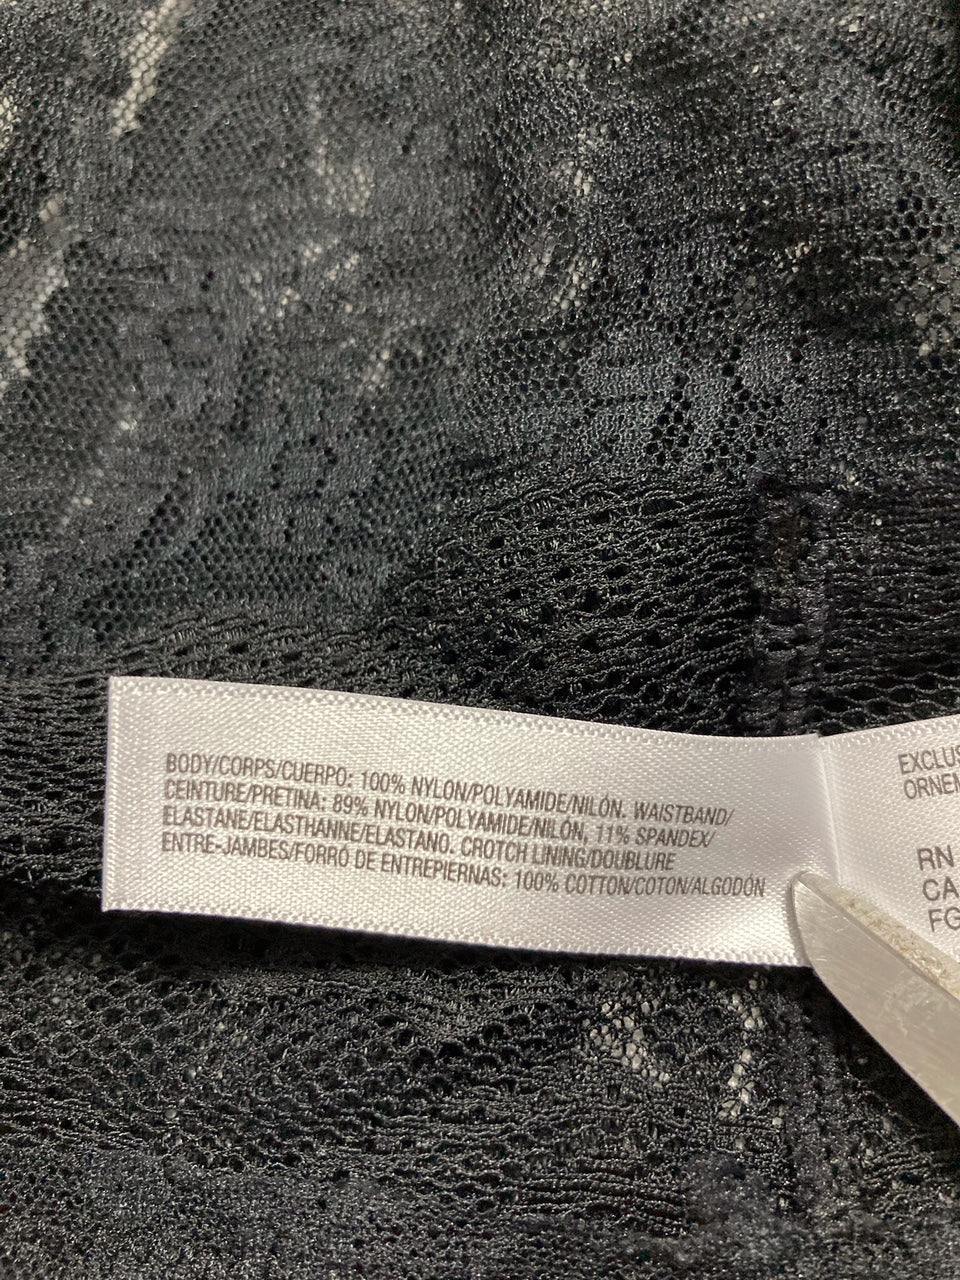 BODY/CORPS/CUERPO: 100% NYLON/POLYAMIDE/NILÓN. WAISTBAND/
CEINTURE/PRETINA: 89% NYLON/POLYAMIDE/NILÓN, 11% SPANDEX/
ELASTANE/ELASTHANNE/ELASTANO. CROTCH LINING/DOUBLURE
ENTRE-JAMBES/FORRÓ DE ENTREPIERNAS: 100% COTTON/COTON/ALGODÓN
EXCLUS
ORNEM
RN
CA
FG